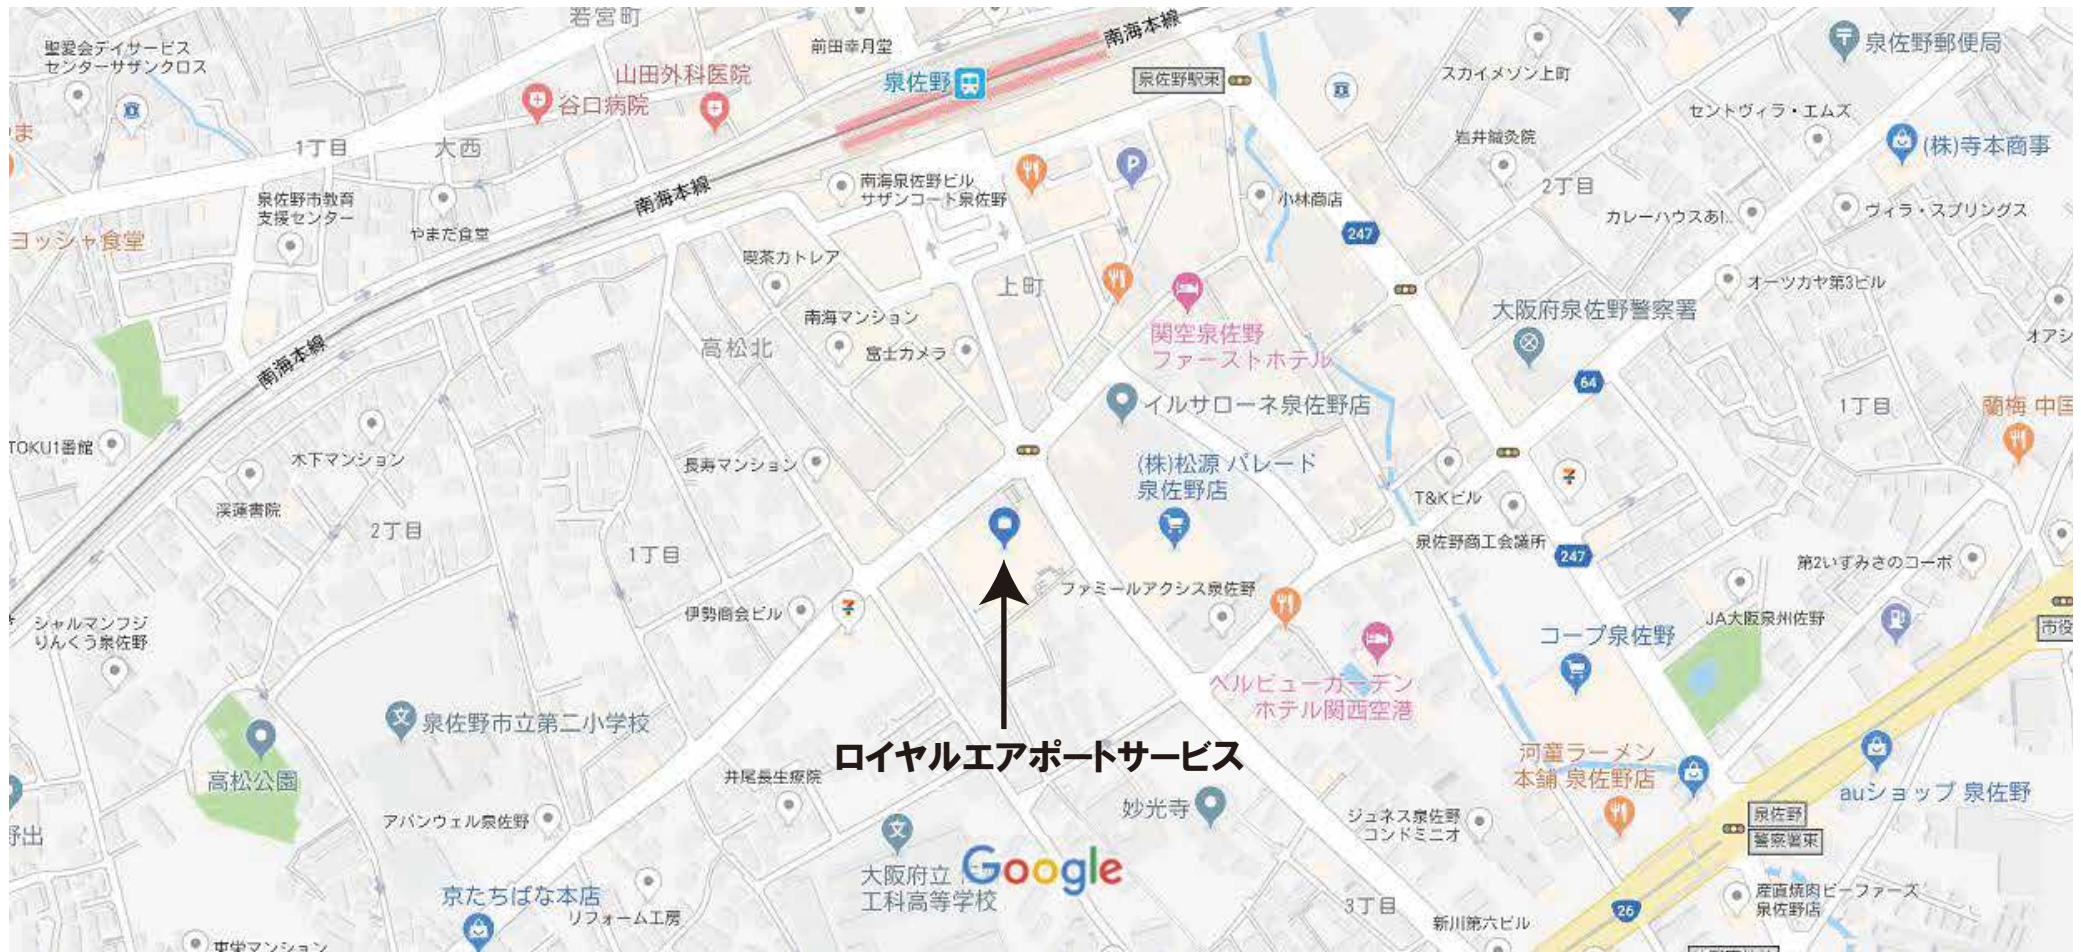 若宮町
南海本線
聖愛会デイサービス
センターサザンクロス
前田幸月堂
泉佐野郵便局
山田外科医院
泉佐野
泉佐野駅東
スカイメゾン上町
谷口病院
セントヴィラ・エムズ
ま
1丁目
大西
岩井鍼灸院
(株)寺本商事
P
南海泉佐野ビル
サザンコート泉佐野
南海本線
2丁目
泉佐野市教育
支援センター
小林商店
カレーハウスあい..
ヴィラ・スプリングス
ヨッシャ食堂
やまだ食堂
247
喫茶カトレア
上町
オーツカヤ第3ビル
南海マンション
大阪府泉佐野警察署
関空泉佐野
ファーストホテル
オアシ
高松北
富士カメラ
南海本線
64
イルサローネ泉佐野店
1丁目
蘭梅 中国
TOKU1番館
木下マンション
長寿マンション
(株)松源 パレード
泉佐野店
T&Kビル
渓蓮書院
2丁目
1丁目
泉佐野商工会議所
247
第2いずみさのコーポ
ファミールアクシス泉佐野
伊勢商会ビル
シャルマンフジ
りんくう泉佐野
JA大阪泉州佐野
市役
コープ泉佐野
ベルビューガーデン
ホテル関西空港
文
泉佐野市立第二小学校
ロイヤルエアポートサービス
河童ラーメン
本舗 泉佐野店
高松公園
井尾長生療院
auショップ 泉佐野
妙光寺
アバンウェル泉佐野
ジュネス泉佐野
コンドミニオ
泉佐野
警察署東
野出
文
大阪府立
工科高等学校
Google
京たちばな本店
リフォーム工房
3丁目
新川第六ビル
26
産直焼肉ビーファーズ
泉佐野店
東栄マンション